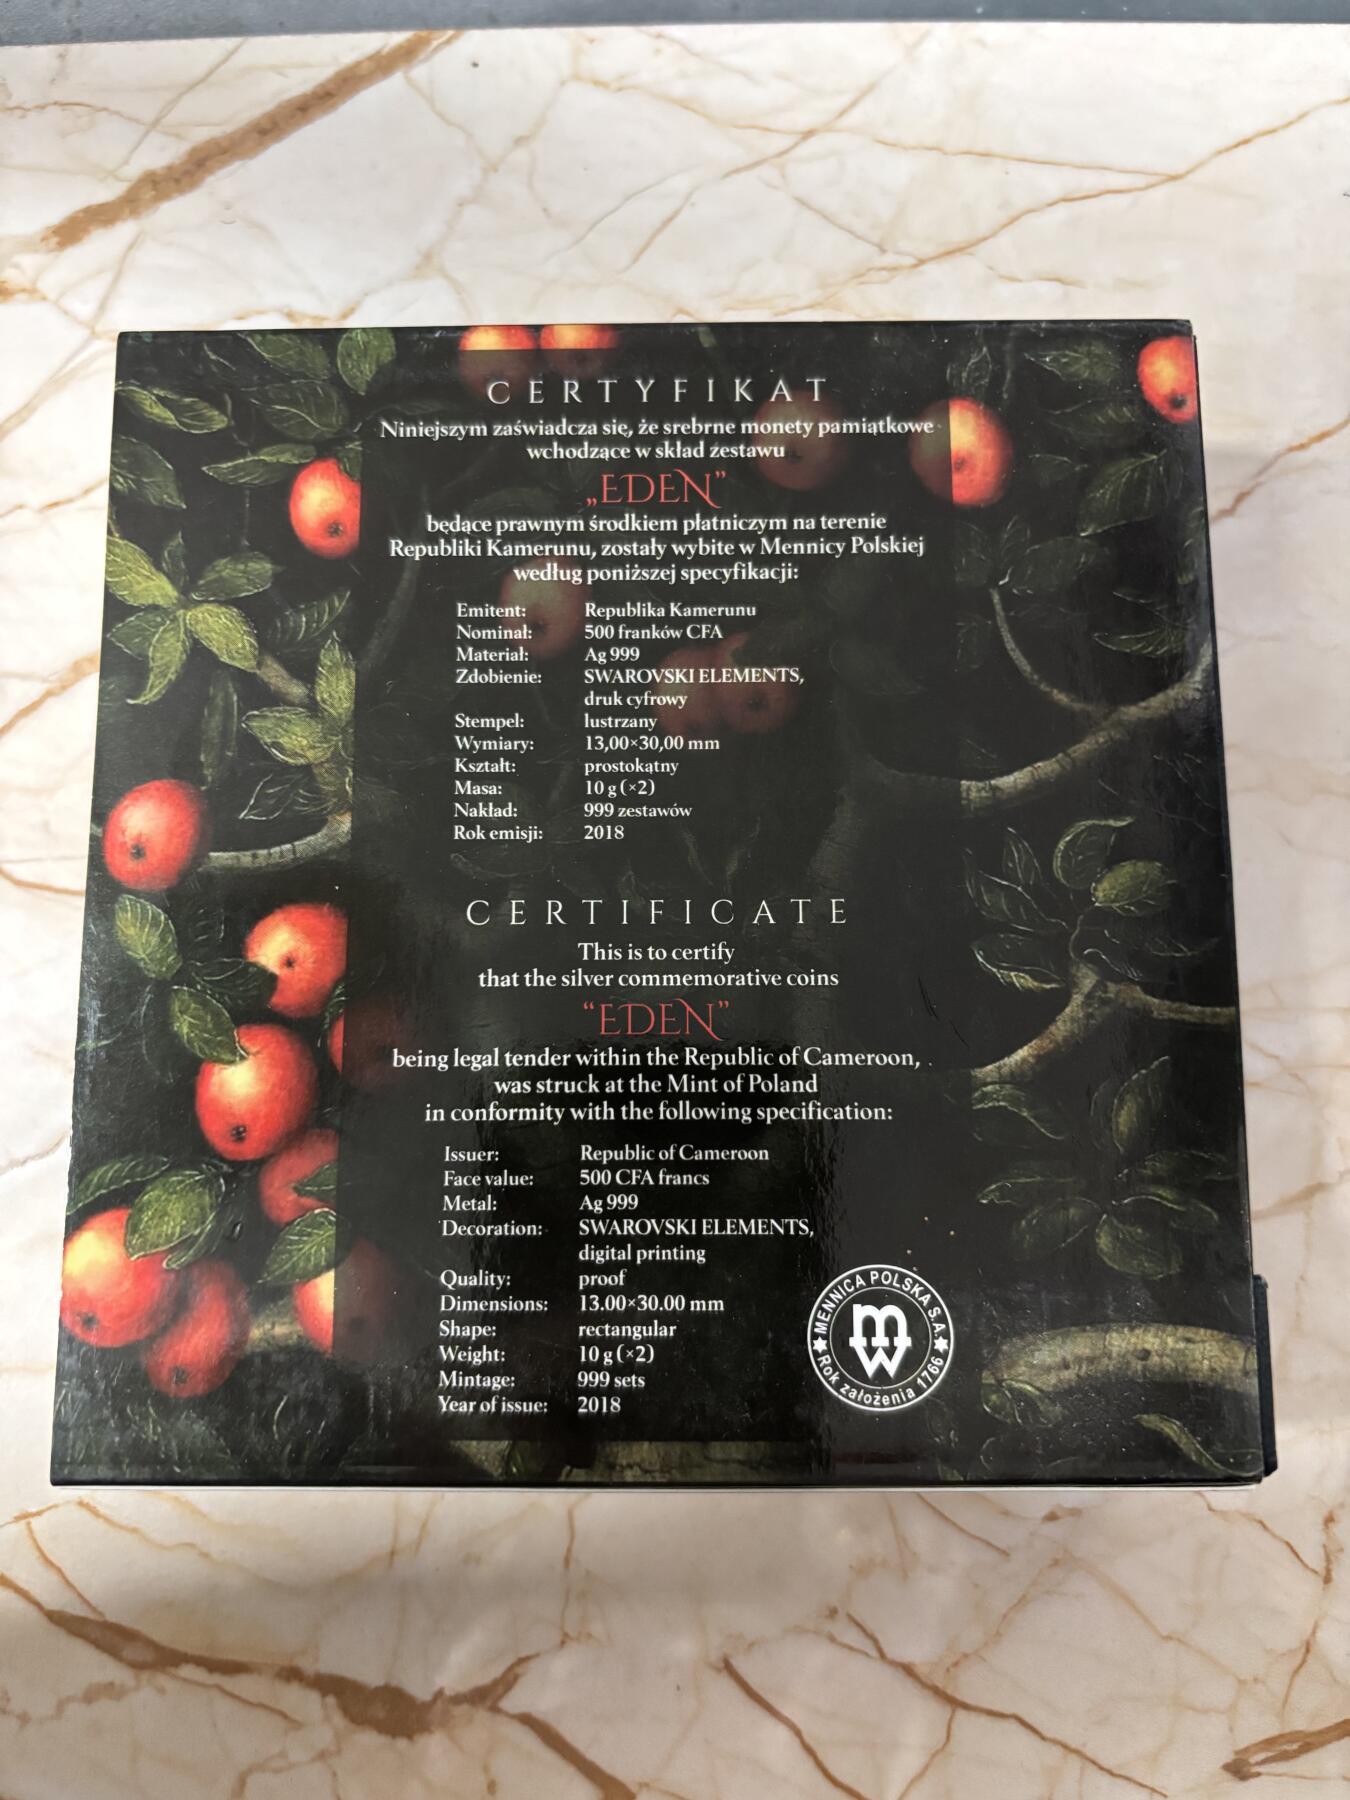 CERTYFIKAT
Niniejszym zaświadcza się, że srebrne monety pamiątkowe
wchodzące w skład zestawu
„EDEN”
będące prawnym środkiem płatniczym na terenie
Republiki Kamerunu, zostały wybite w Mennicy Polskiej
według poniższej specyfikacji:
Emitent: Republika Kamerunu
Nominał: 500 franków CFA
Materiał: Ag 999
Zdobienie: SWAROVSKI ELEMENTS,
druk cyfrowy
Stempel: lustrzany
Wymiary: 13,00×30,00 mm
Kształt: prostokątny
Masa: 10 g (×2)
Nakład: 999 zestawów
Rok emisji: 2018
CERTIFICATE
This is to certify
that the silver commemorative coins
“EDEN”
being legal tender within the Republic of Cameroon,
was struck at the Mint of Poland
in conformity with the following specification:
Issuer: Republic of Cameroon
Face value: 500 CFA francs
Metal: Ag 999
Decoration: SWAROVSKI ELEMENTS,
digital printing
Quality: proof
Dimensions: 13.00×30.00 mm
Shape: rectangular
Weight: 10 g (×2)
Mintage: 999 sets
Year of issue: 2018
MENNICA POLSKA S.A.
mw
Rok założenia 1766